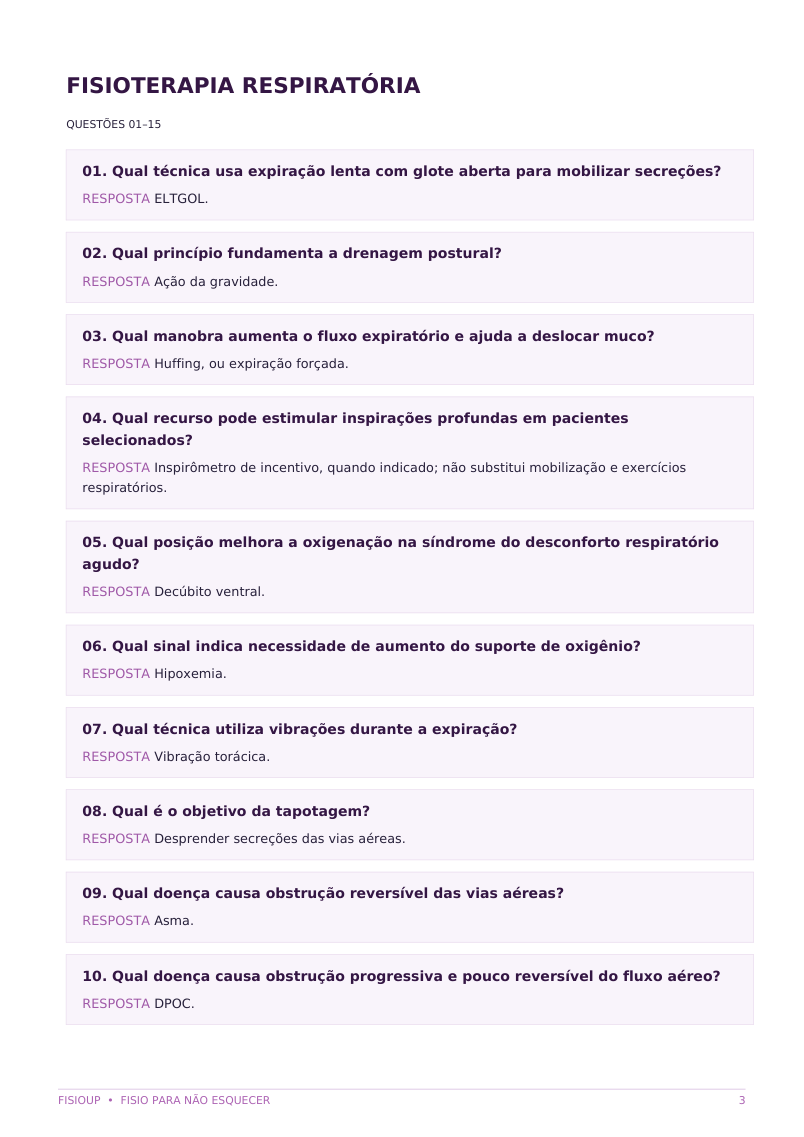 FISIOTERAPIA RESPIRATÓRIA
QUESTÕES 01–15
01. Qual técnica usa expiração lenta com glote aberta para mobilizar secreções?
RESPOSTA ELTGOL.
02. Qual princípio fundamenta a drenagem postural?
RESPOSTA Ação da gravidade.
03. Qual manobra aumenta o fluxo expiratório e ajuda a deslocar muco?
RESPOSTA Huffing, ou expiração forçada.
04. Qual recurso pode estimular inspirações profundas em pacientes
selecionados?
RESPOSTA Inspirômetro de incentivo, quando indicado; não substitui mobilização e exercícios
respiratórios.
05. Qual posição melhora a oxigenação na síndrome do desconforto respiratório
agudo?
RESPOSTA Decúbito ventral.
06. Qual sinal indica necessidade de aumento do suporte de oxigênio?
RESPOSTA Hipoxemia.
07. Qual técnica utiliza vibrações durante a expiração?
RESPOSTA Vibração torácica.
08. Qual é o objetivo da tapotagem?
RESPOSTA Desprender secreções das vias aéreas.
09. Qual doença causa obstrução reversível das vias aéreas?
RESPOSTA Asma.
10. Qual doença causa obstrução progressiva e pouco reversível do fluxo aéreo?
RESPOSTA DPOC.
FISIOUP • FISIO PARA NÃO ESQUECER 3